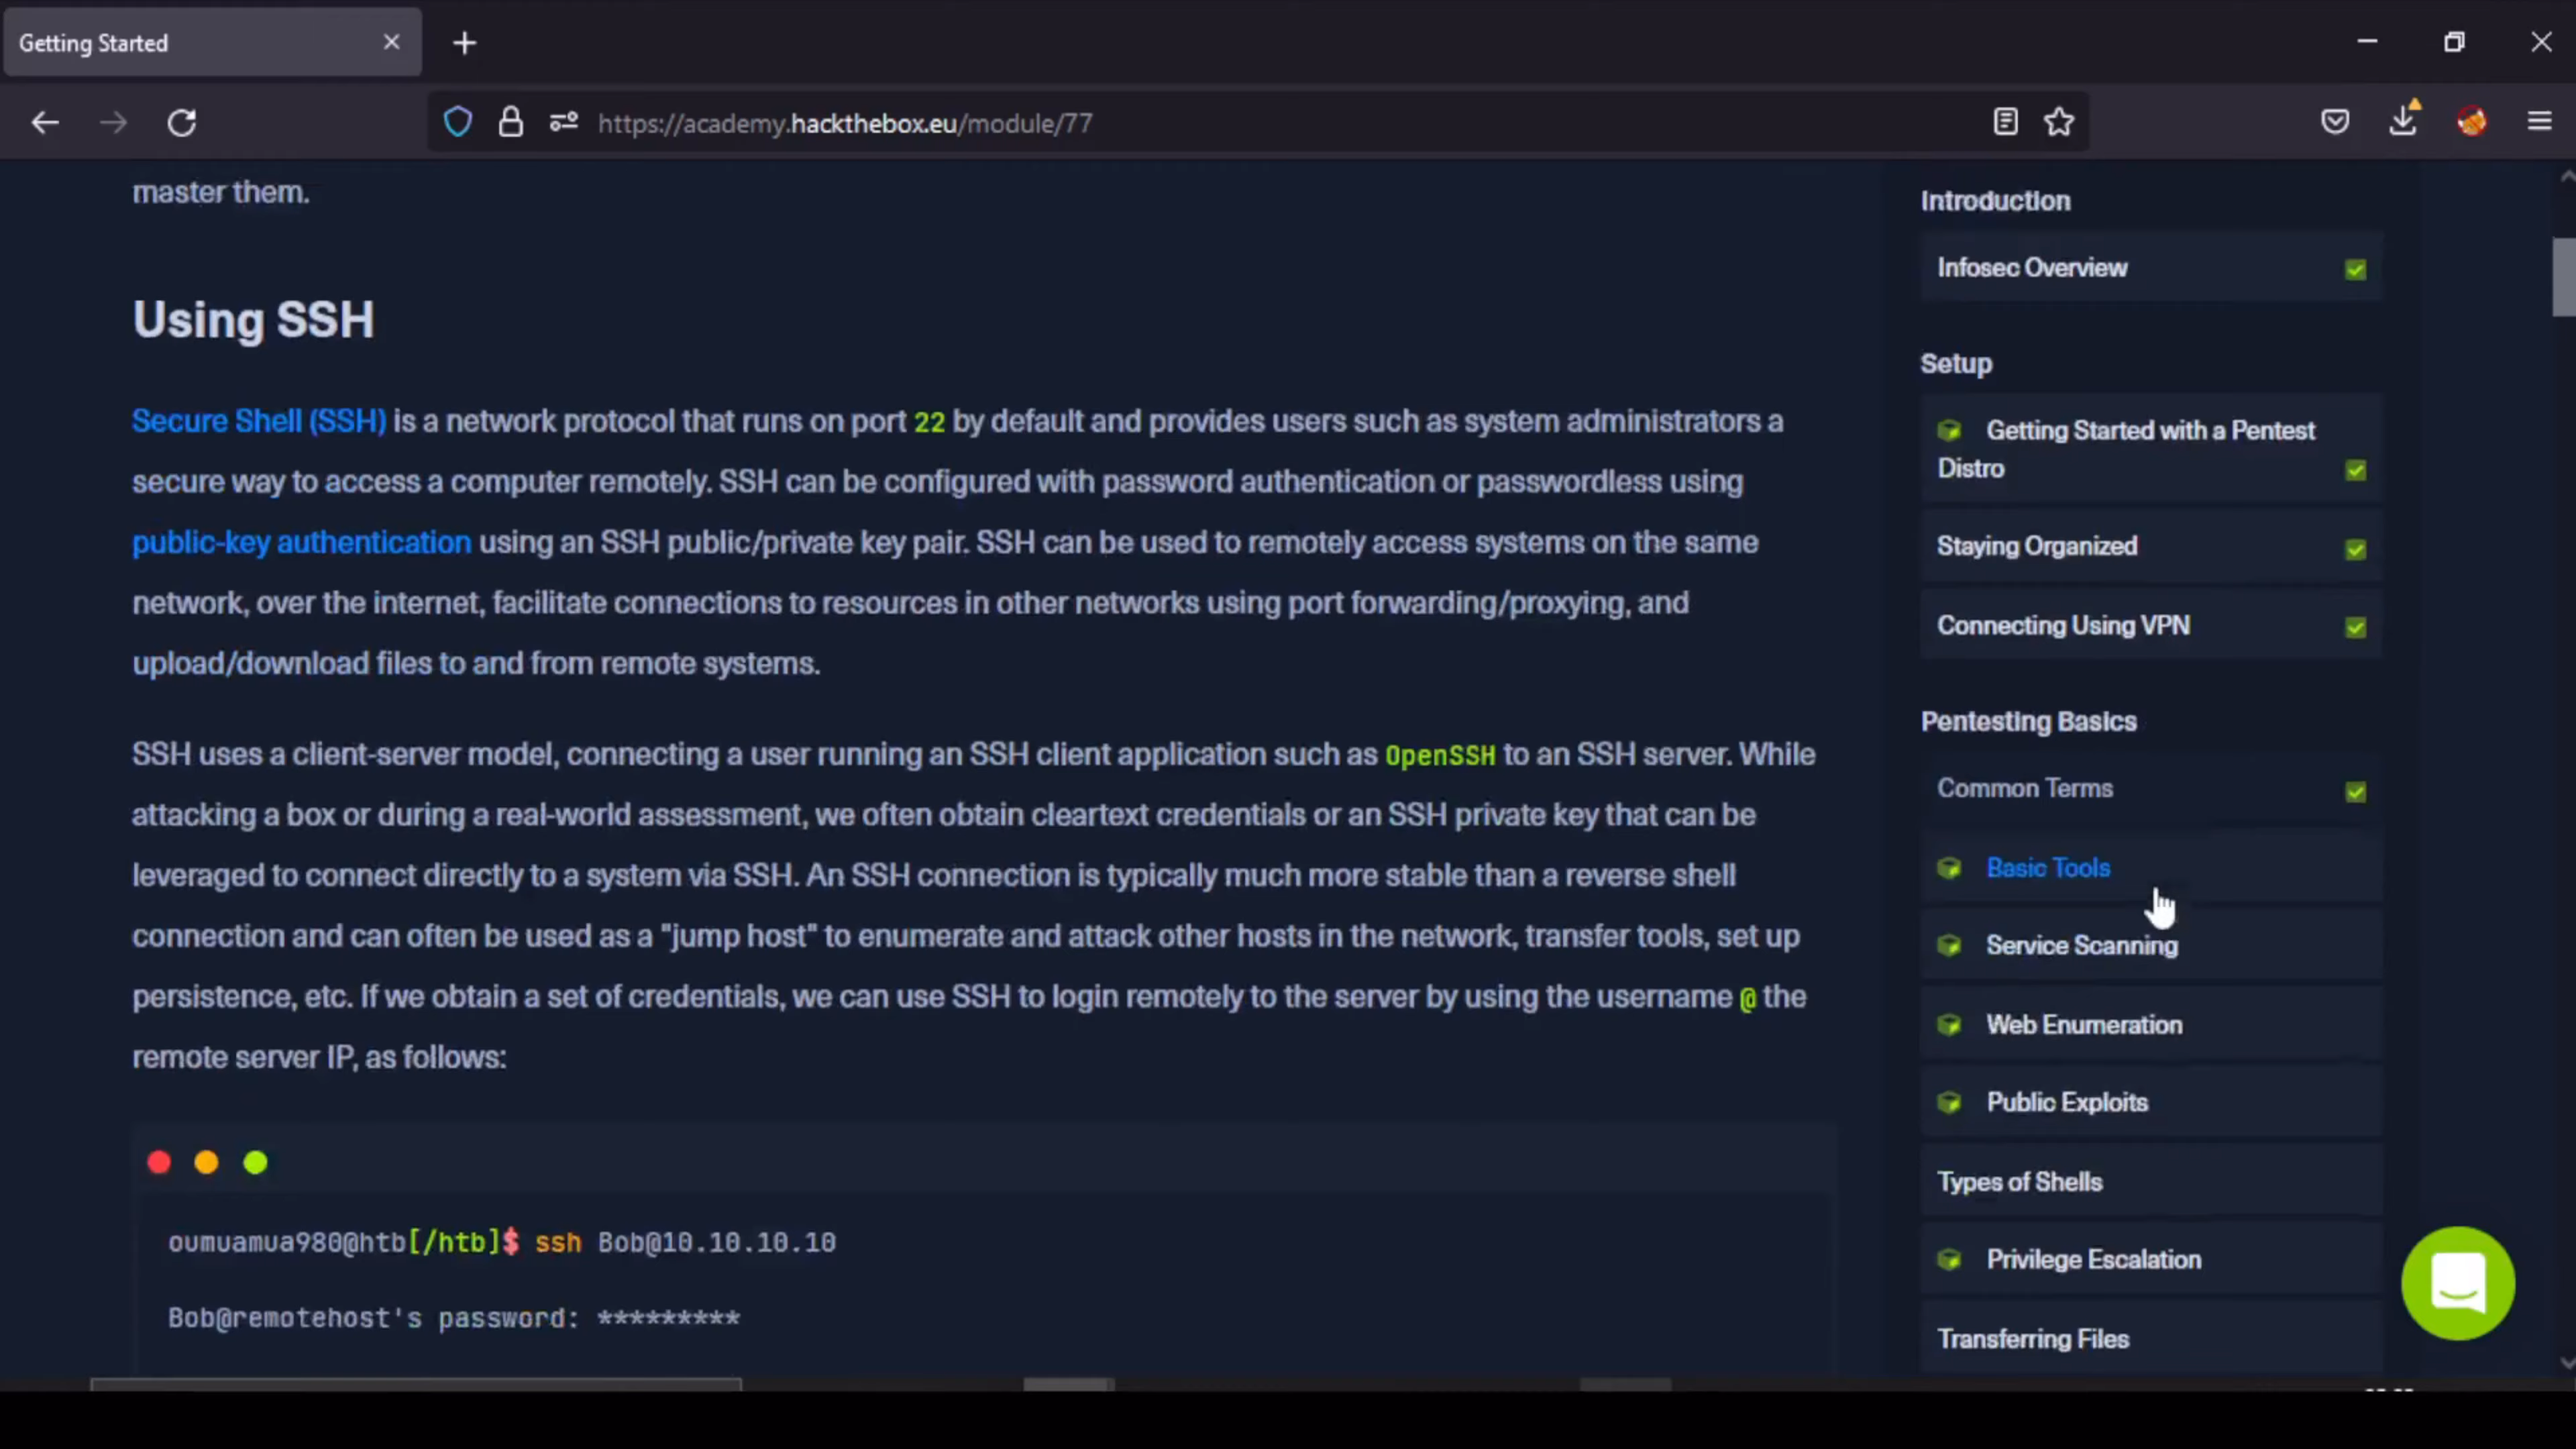 Getting Started
https://academy.hackthebox.eu/module/77
master them.
Using SSH
Secure Shell (SSH) is a network protocol that runs on port 22 by default and provides users such as system administrators a
secure way to access a computer remotely. SSH can be configured with password authentication or passwordless using
public-key authentication using an SSH public/private key pair. SSH can be used to remotely access systems on the same
network, over the internet, facilitate connections to resources in other networks using port forwarding/proxying, and
upload/download files to and from remote systems.
SSH uses a client-server model, connecting a user running an SSH client application such as OpenSSH to an SSH server. While
attacking a box or during a real-world assessment, we often obtain cleartext credentials or an SSH private key that can be
leveraged to connect directly to a system via SSH. An SSH connection is typically much more stable than a reverse shell
connection and can often be used as a "jump host" to enumerate and attack other hosts in the network, transfer tools, set up
persistence, etc. If we obtain a set of credentials, we can use SSH to login remotely to the server by using the username @ the
remote server IP, as follows:
oumuamua980@htb[/htb]$ ssh Bob@10.10.10.10
Bob@remotehost's password: *********
Introduction
Infosec Overview
Setup
Getting Started with a Pentest
Distro
Staying Organized
Connecting Using VPN
Pentesting Basics
Common Terms
Basic Tools
Service Scanning
Web Enumeration
Public Exploits
Types of Shells
Privilege Escalation
Transferring Files